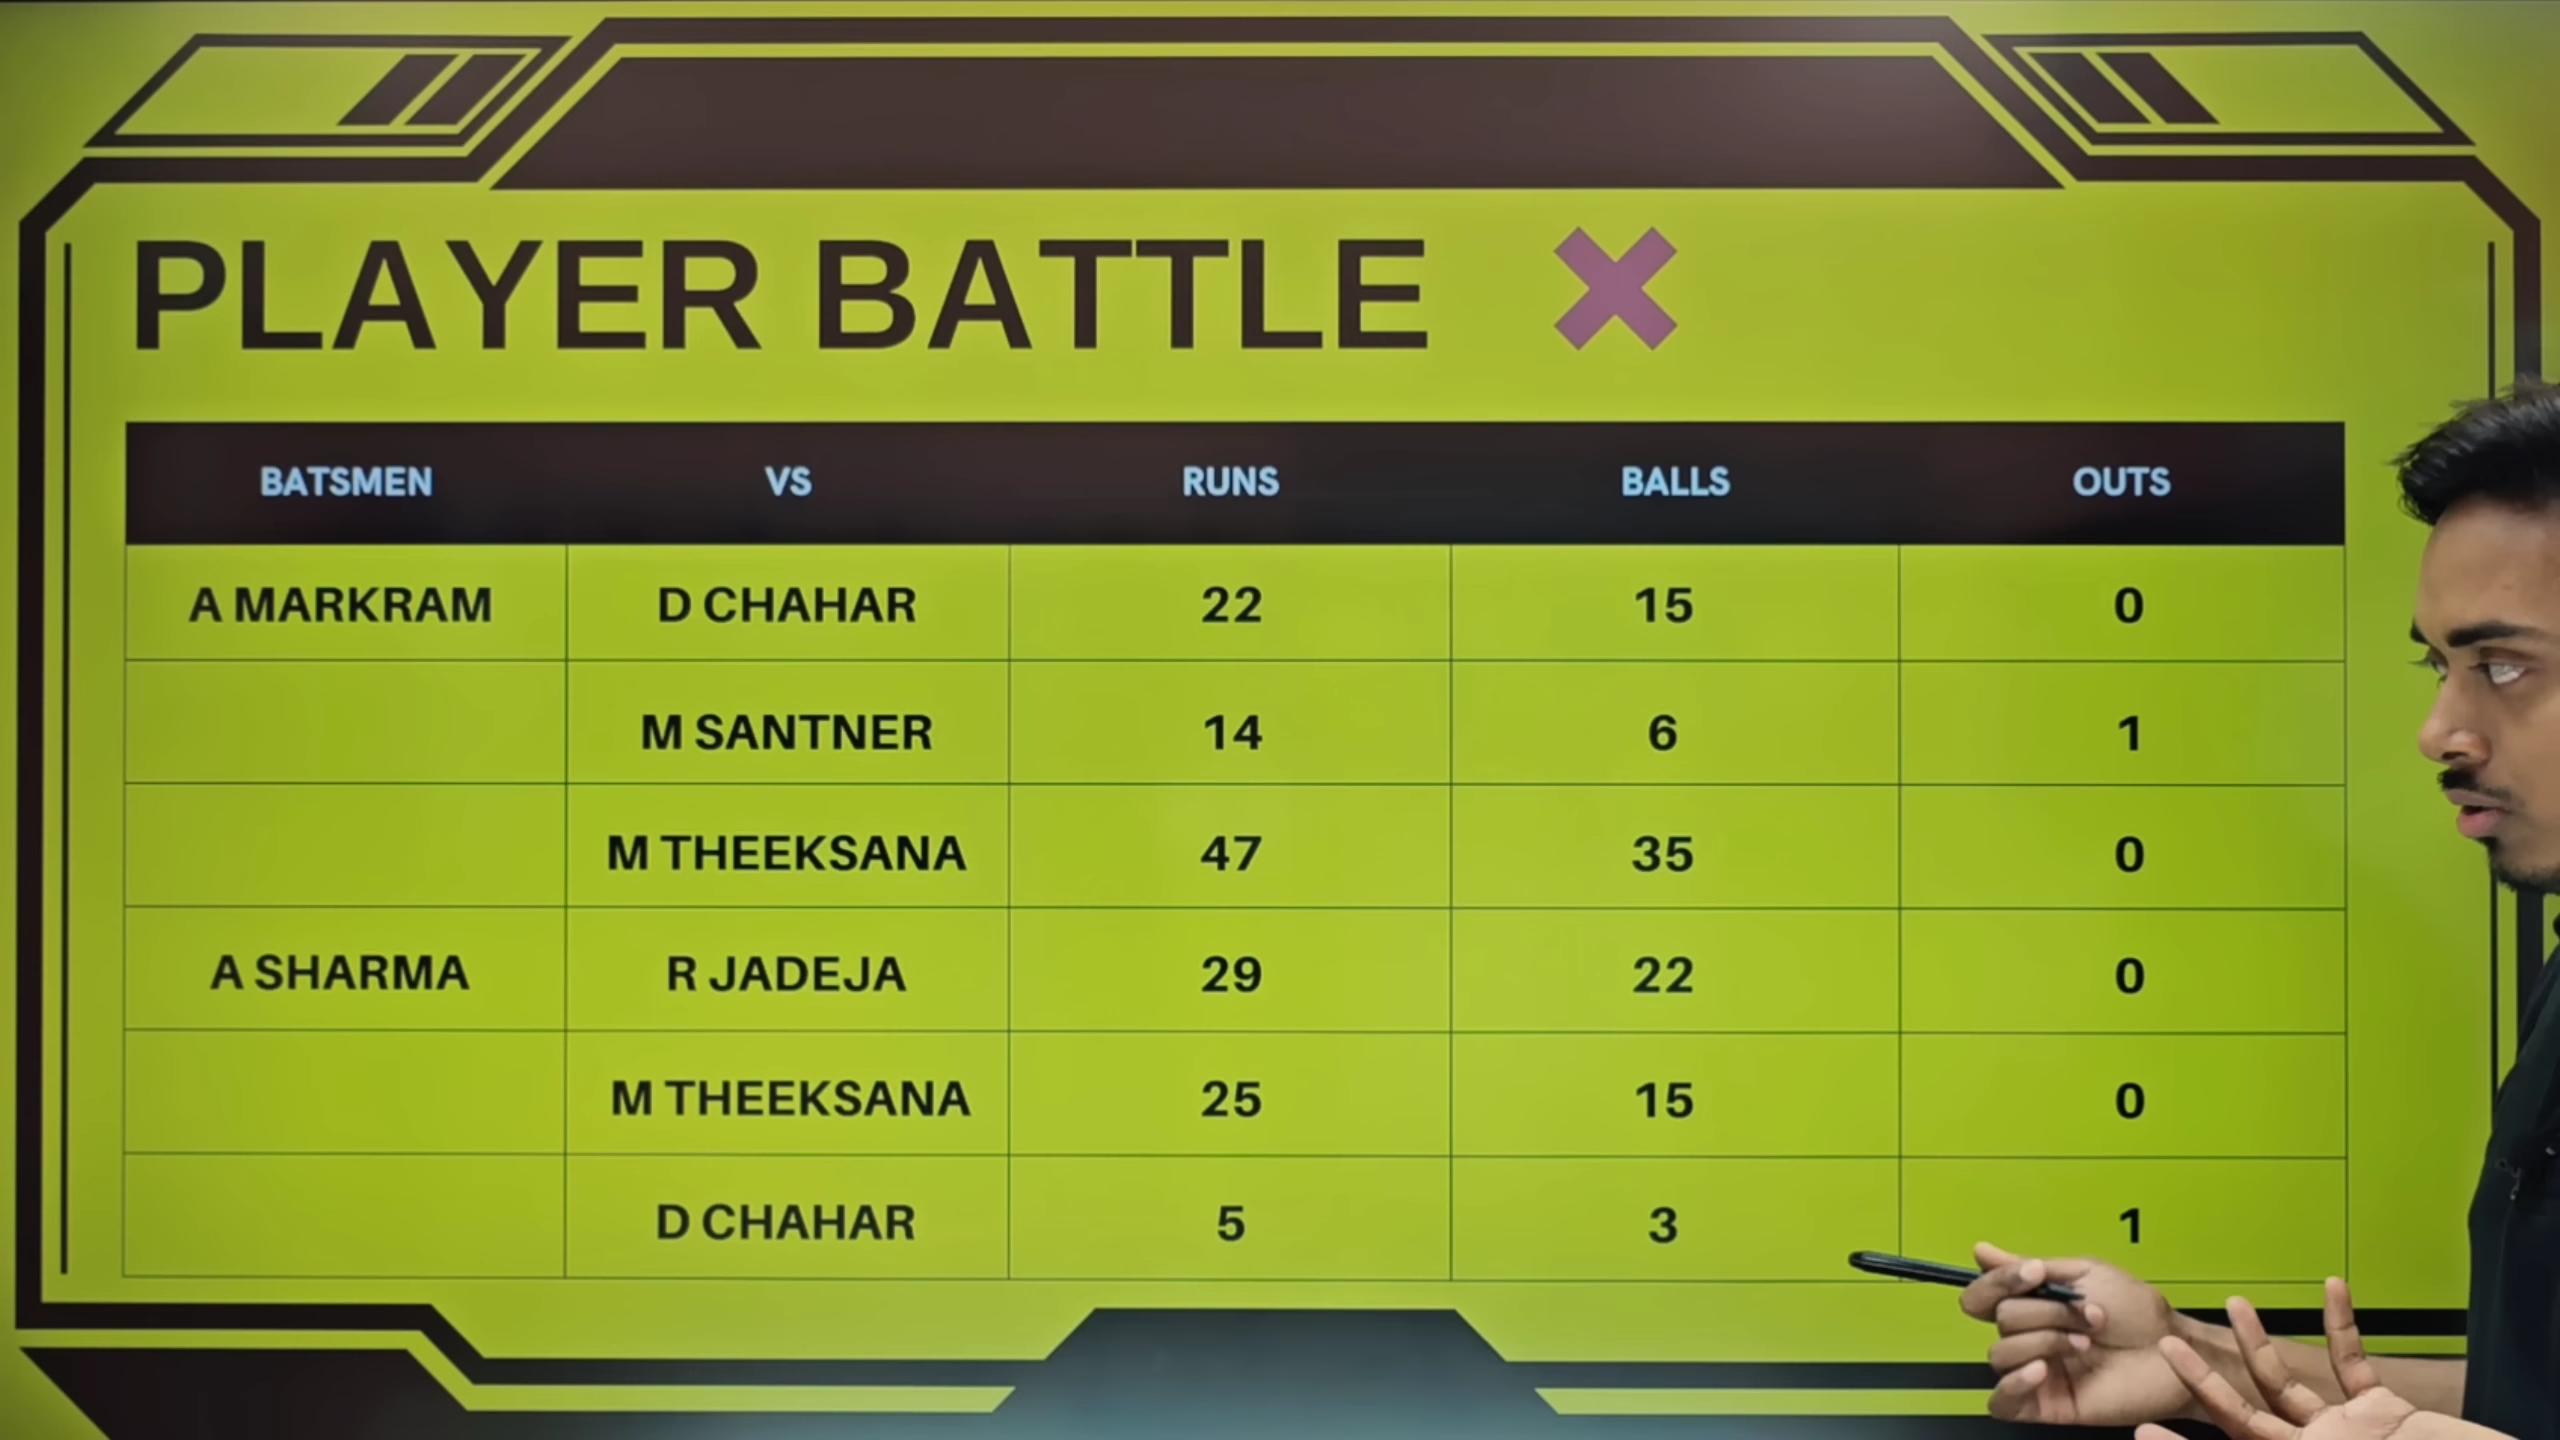 PLAYER BATTLE
BATSMEN VS RUNS BALLS OUTS
A MARKRAM D CHAHAR 22 15 0
M SANTNER 14 6 1
M THEEKSANA 47 35 0
A SHARMA R JADEJA 29 22 0
M THEEKSANA 25 15 0
D CHAHAR 5 3 1